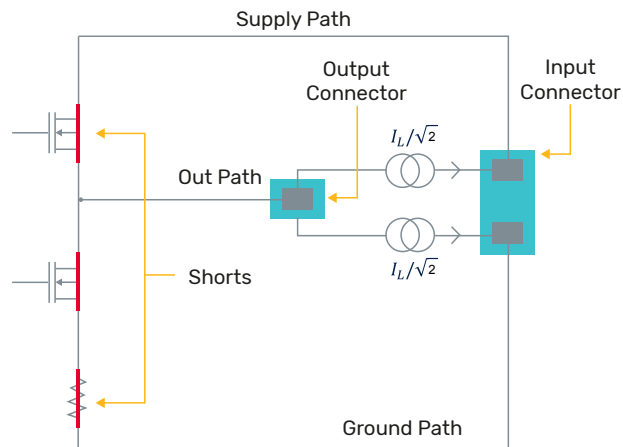 Supply Path
Output
Connector
Input
Connector
I_L/√2
Out Path
I_L/√2
Shorts
Ground Path